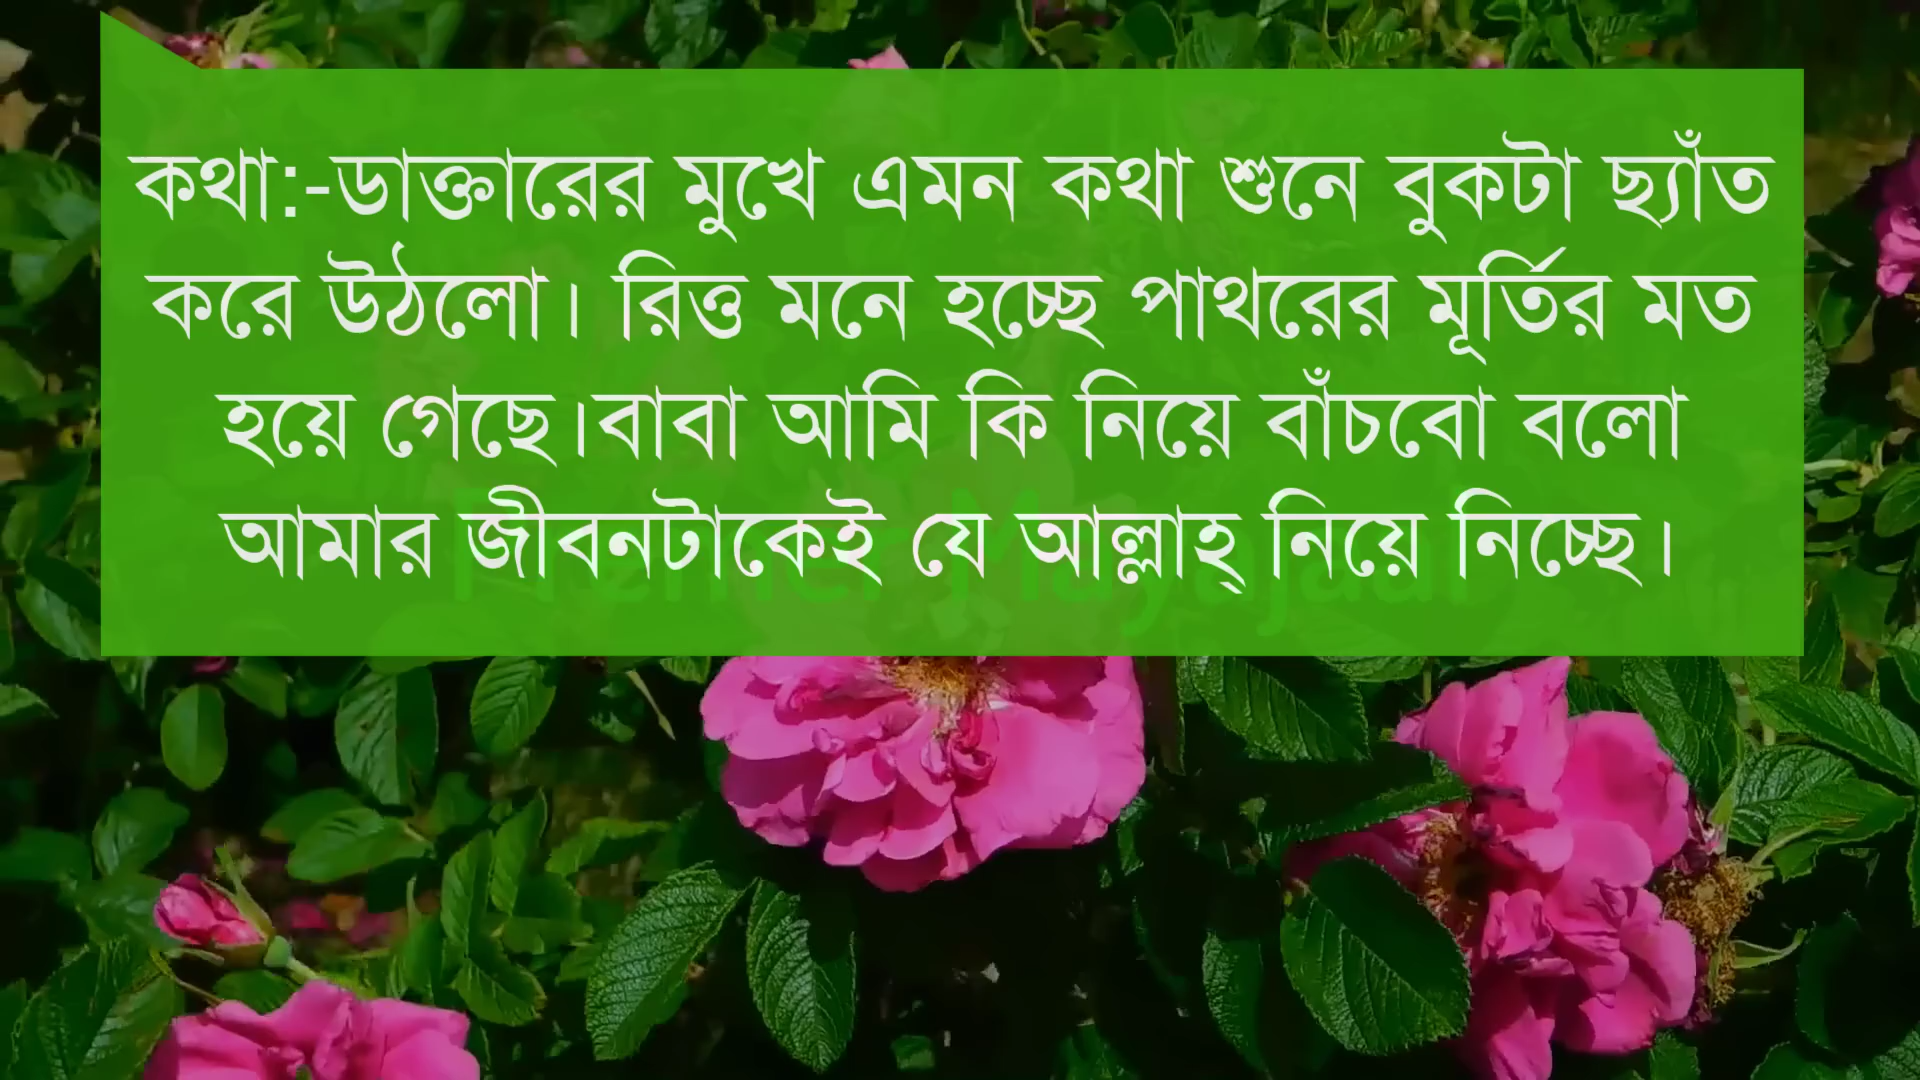 কথা:-ডাক্তারের মুখে এমন কথা শুনে বুকটা ছ্যাঁত
করে উঠলো। রিত্ত মনে হচ্ছে পাথরের মূর্তির মত
হয়ে গেছে।বাবা আমি কি নিয়ে বাঁচবো বলো
আমার জীবনটাকেই যে আল্লাহ্ নিয়ে নিচ্ছে।